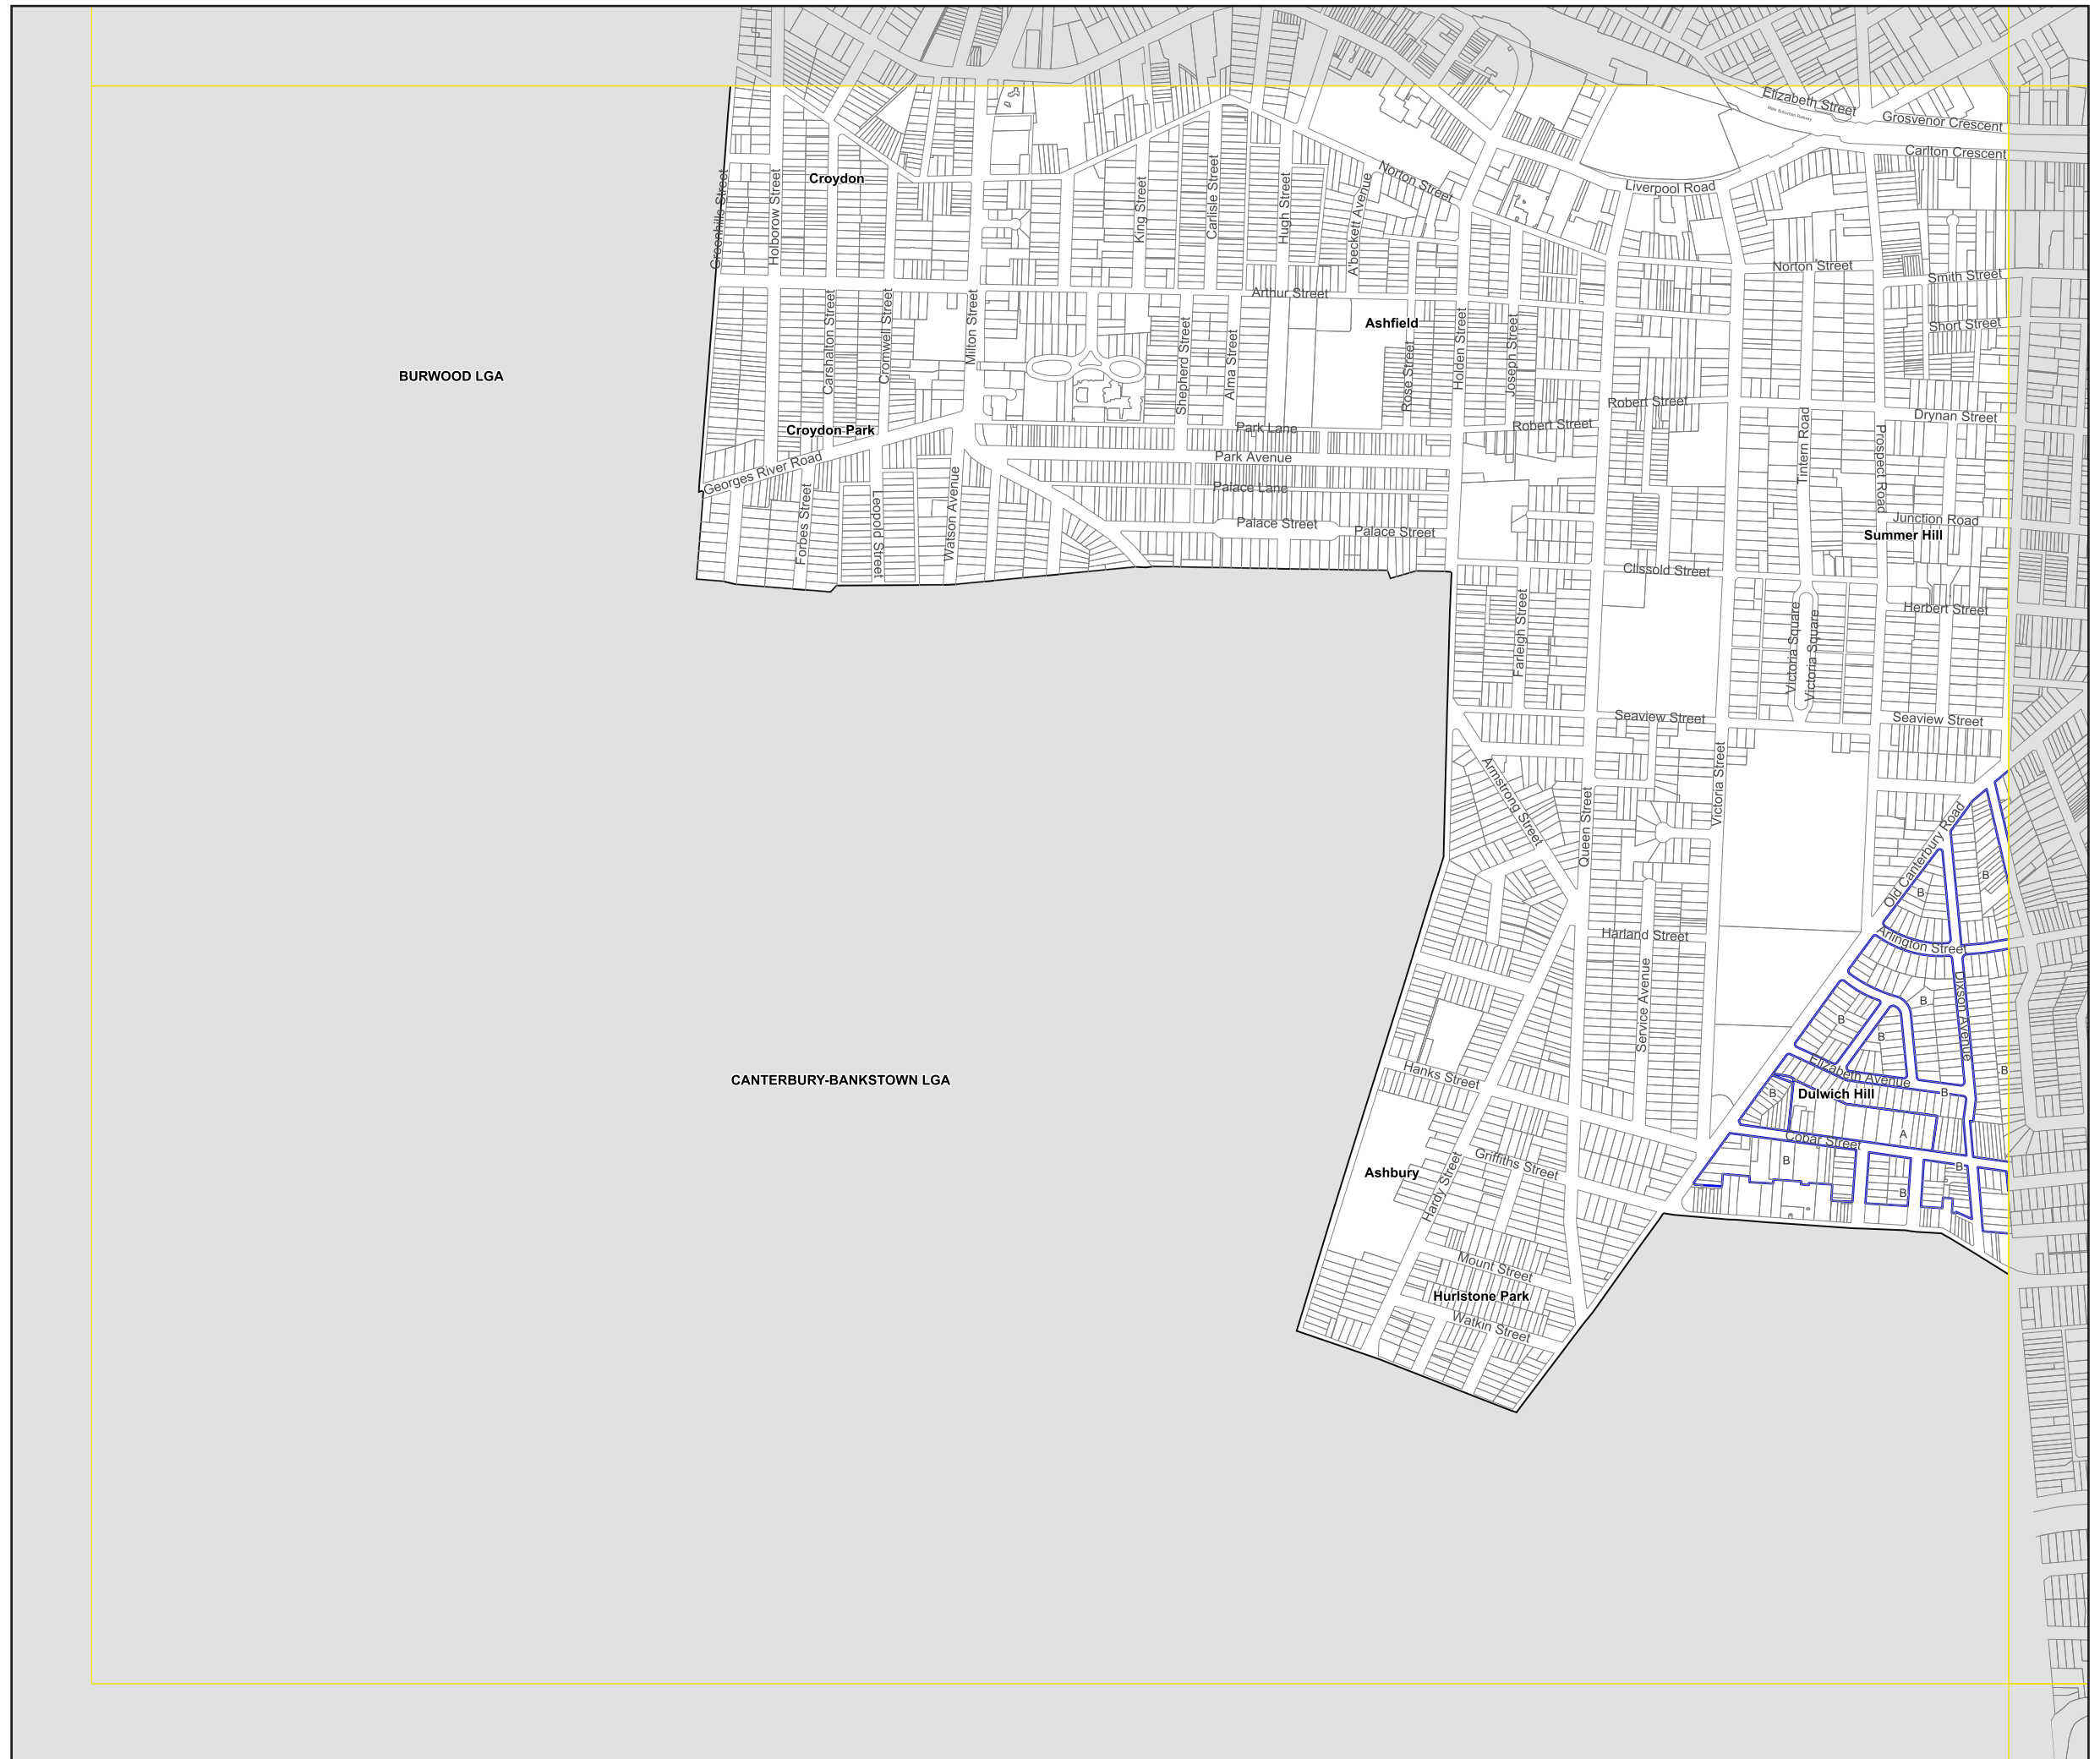 Elizabeth Street
Main Suburban Railway
Grosvenor Crescent
Carlton Crescent
Croydon
Norton Street
Liverpool Road
Greenhills Street
Holborow Street
King Street
Carlisle Street
Hugh Street
A'beckett Avenue
Norton Street
Smith Street
Arthur Street
Ashfield
Short Street
Carshalton Street
Cromwell Street
Milton Street
Shepherd Street
Alma Street
Rose Street
Holden Street
Joseph Street
BURWOOD LGA
Robert Street
Drynan Street
Croydon Park
Park Lane
Robert Street
Tintern Road
Prospect Road
Georges River Road
Park Avenue
Palace Lane
Forbes Street
Leopold Street
Watson Avenue
Palace Street
Palace Street
Junction Road
Summer Hill
Clissold Street
Farleigh Street
Victoria Square
Victoria Square
Herbert Street
Seaview Street
Seaview Street
Armstrong Street
Queen Street
Victoria Street
Old Canterbury Road
B
B
Harland Street
Arlington Street
Service Avenue
Dixson Avenue
B
B
B
Hanks Street
Elizabeth Avenue
B
CANTERBURY-BANKSTOWN LGA
B
Dulwich Hill
B
A
Cobar Street
Ashbury
Hardy Street
Griffiths Street
B
B
B
Mount Street
Hurlstone Park
Watkin Street